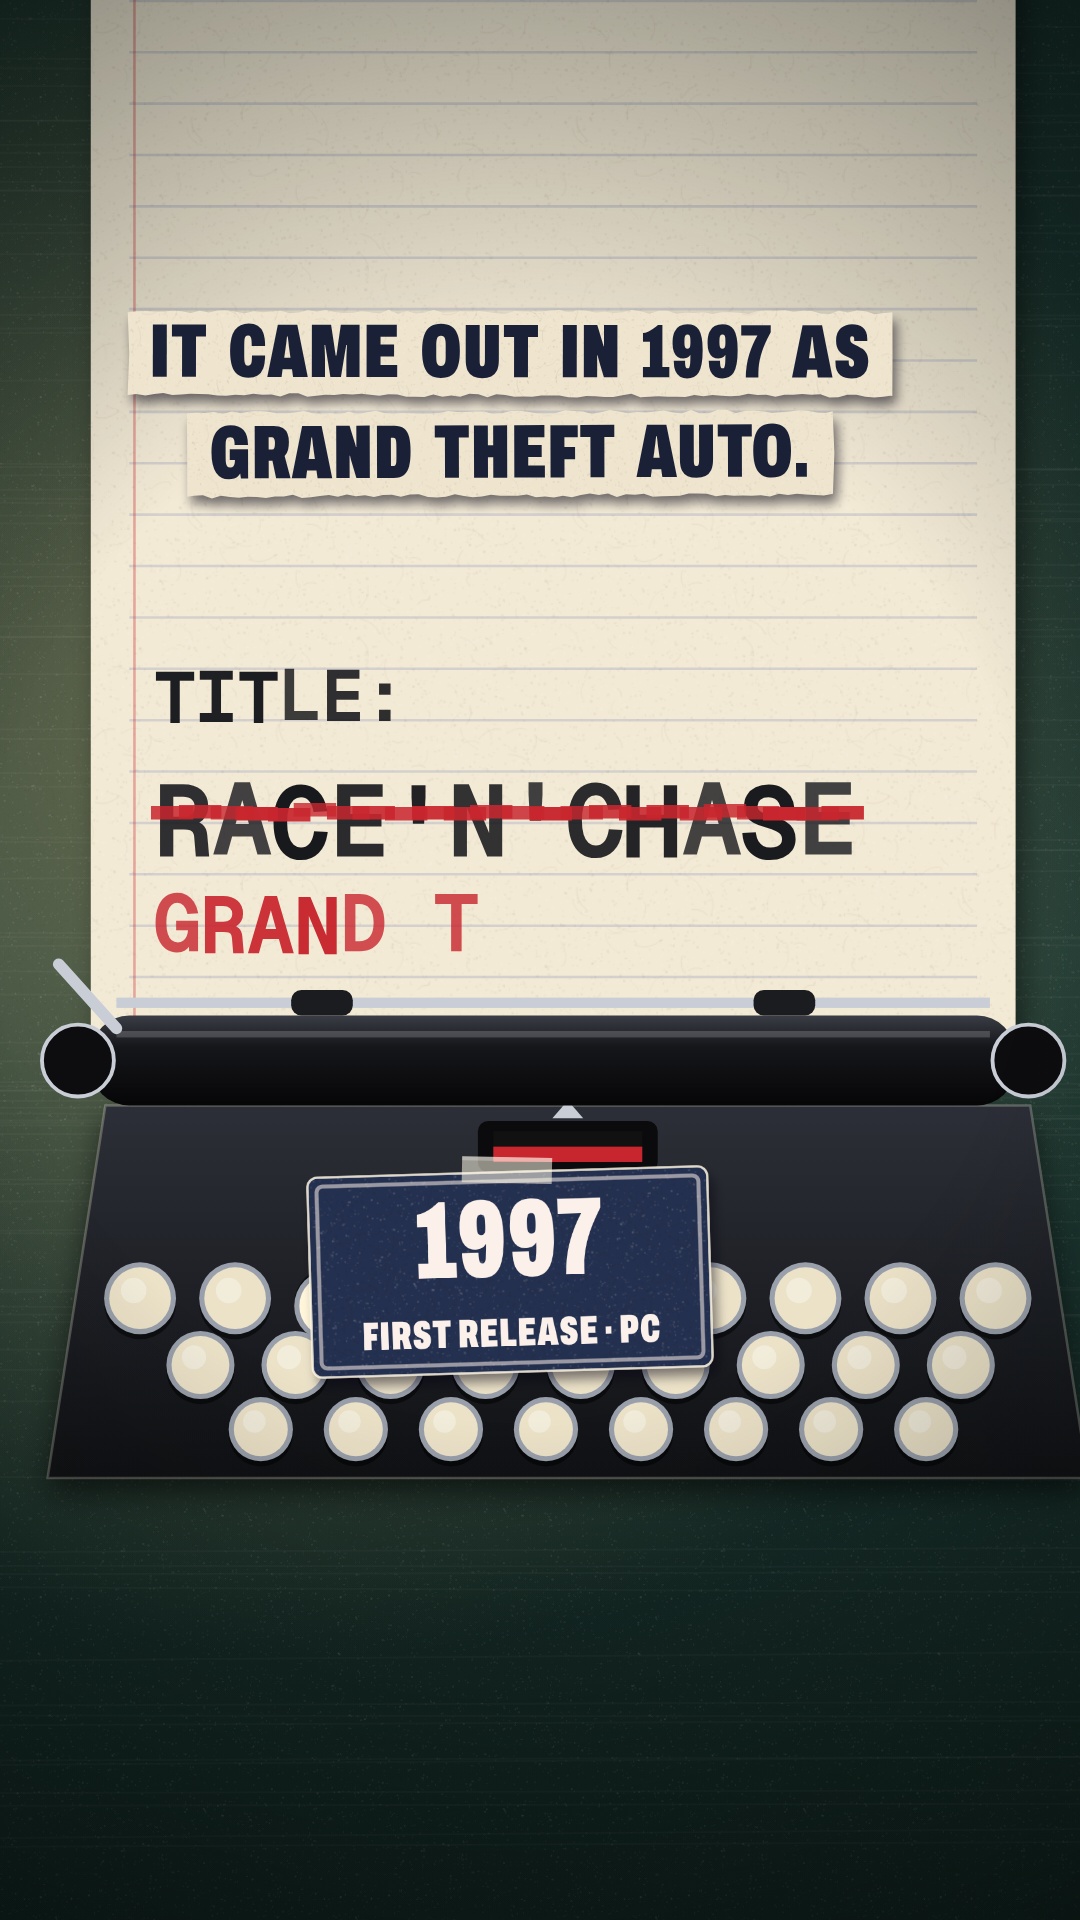 IT CAME OUT IN 1997 AS
GRAND THEFT AUTO.
TITLE:
RACE'N'CHASE
GRAND T
1997
FIRST RELEASE · PC